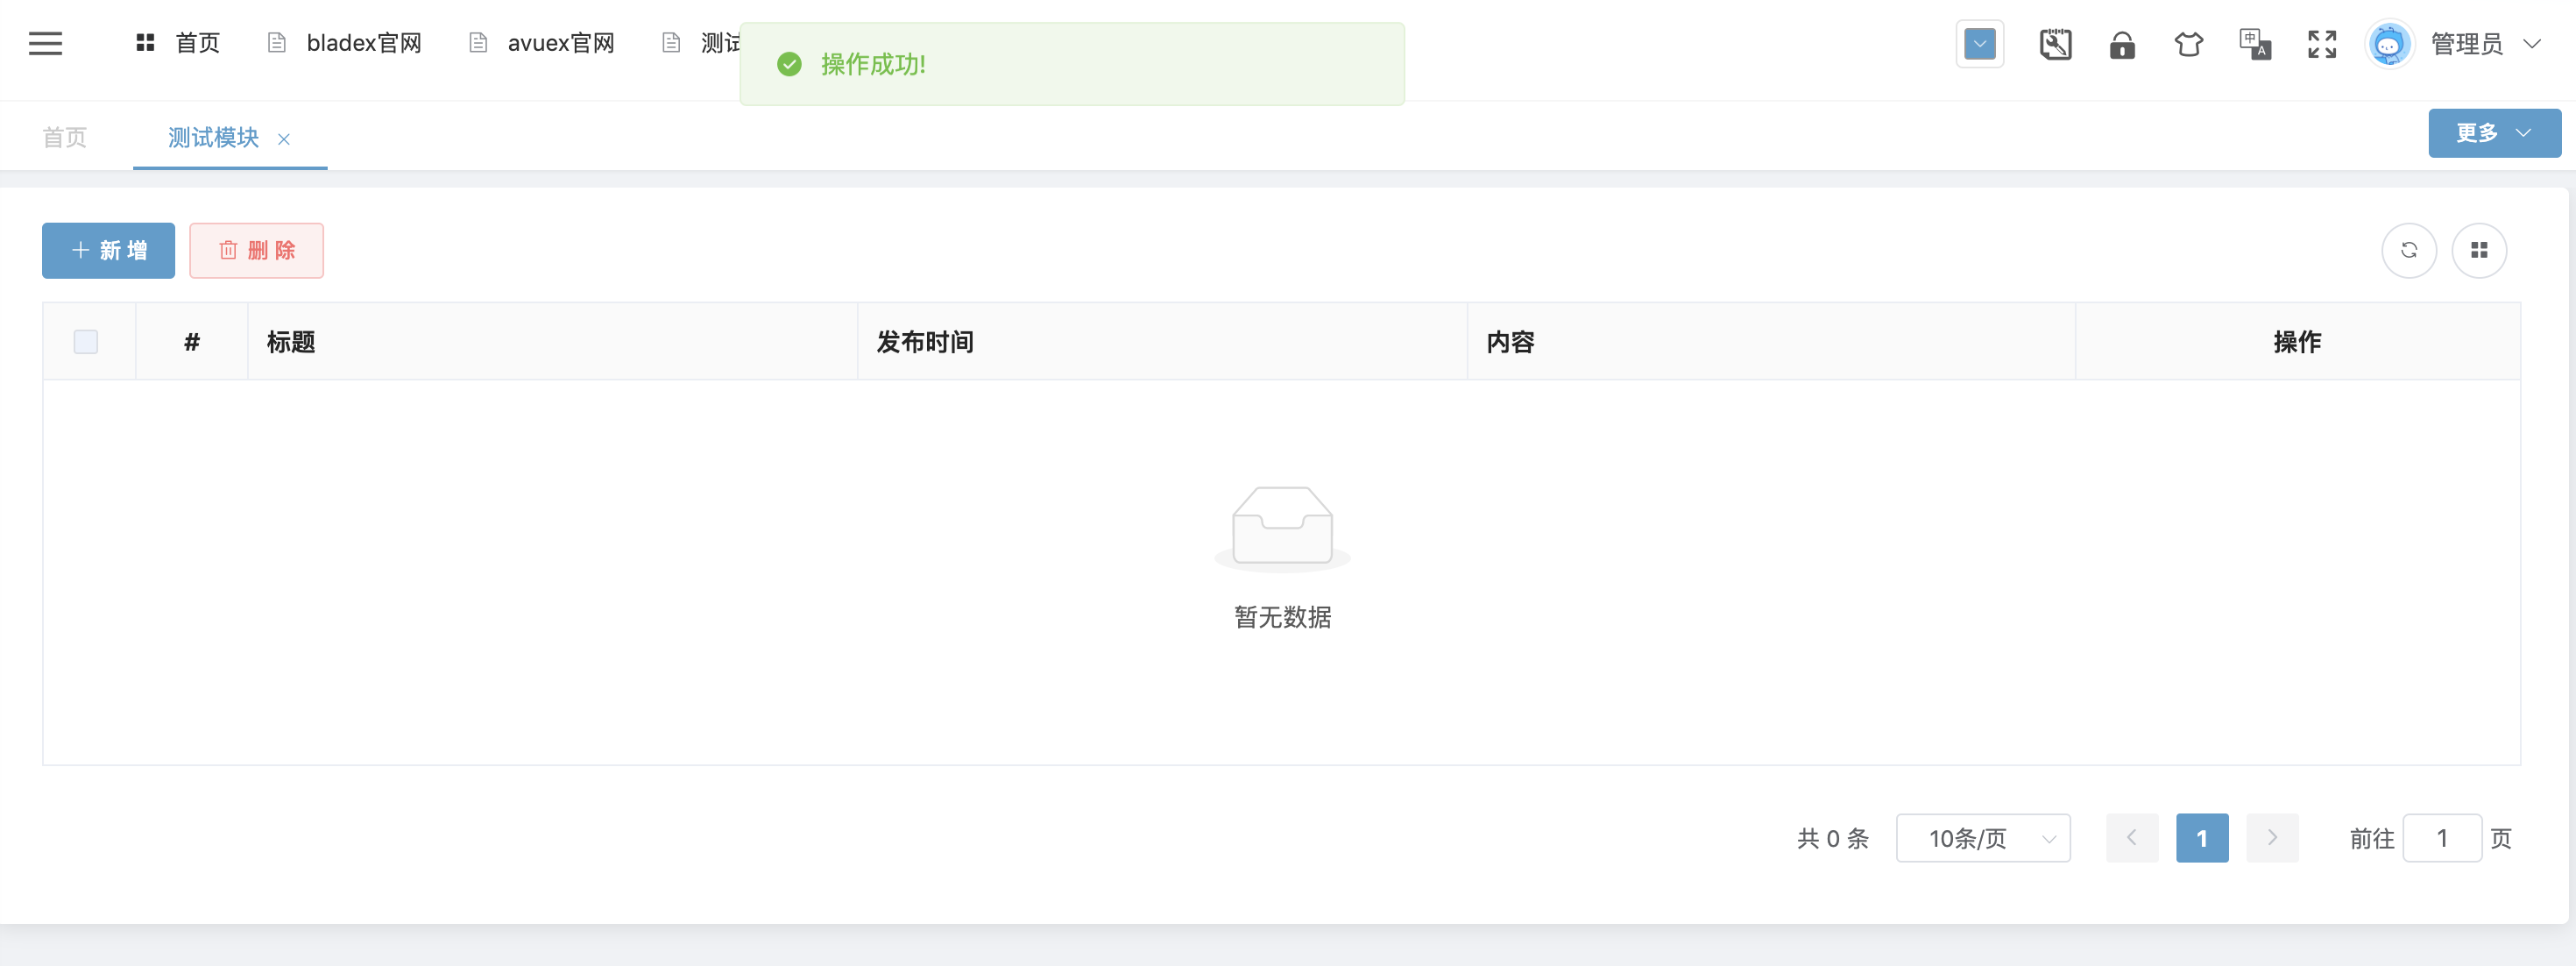 首页 bladex官网 avuex官网 测试
操作成功!
管理员
首页 测试模块
更多
新 增 删 除
# 标题 发布时间 内容 操作
暂无数据
共 0 条 10条/页 1 前往 1 页